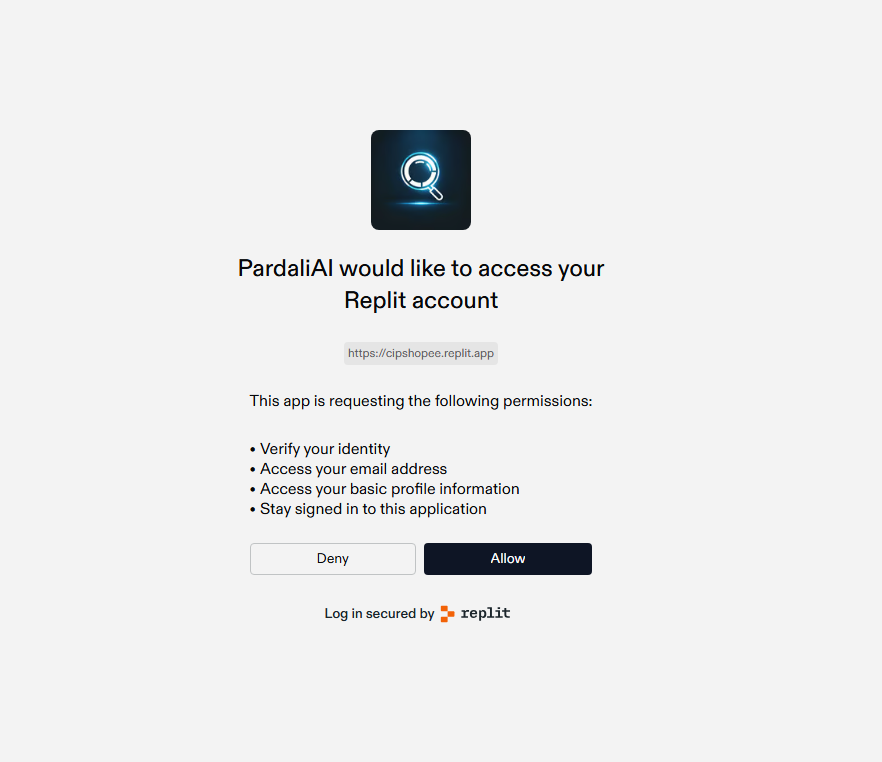 PardaliAI would like to access your
Replit account
https://cipshopee.replit.app
This app is requesting the following permissions:
• Verify your identity
• Access your email address
• Access your basic profile information
• Stay signed in to this application
Deny
Allow
Log in secured by replit